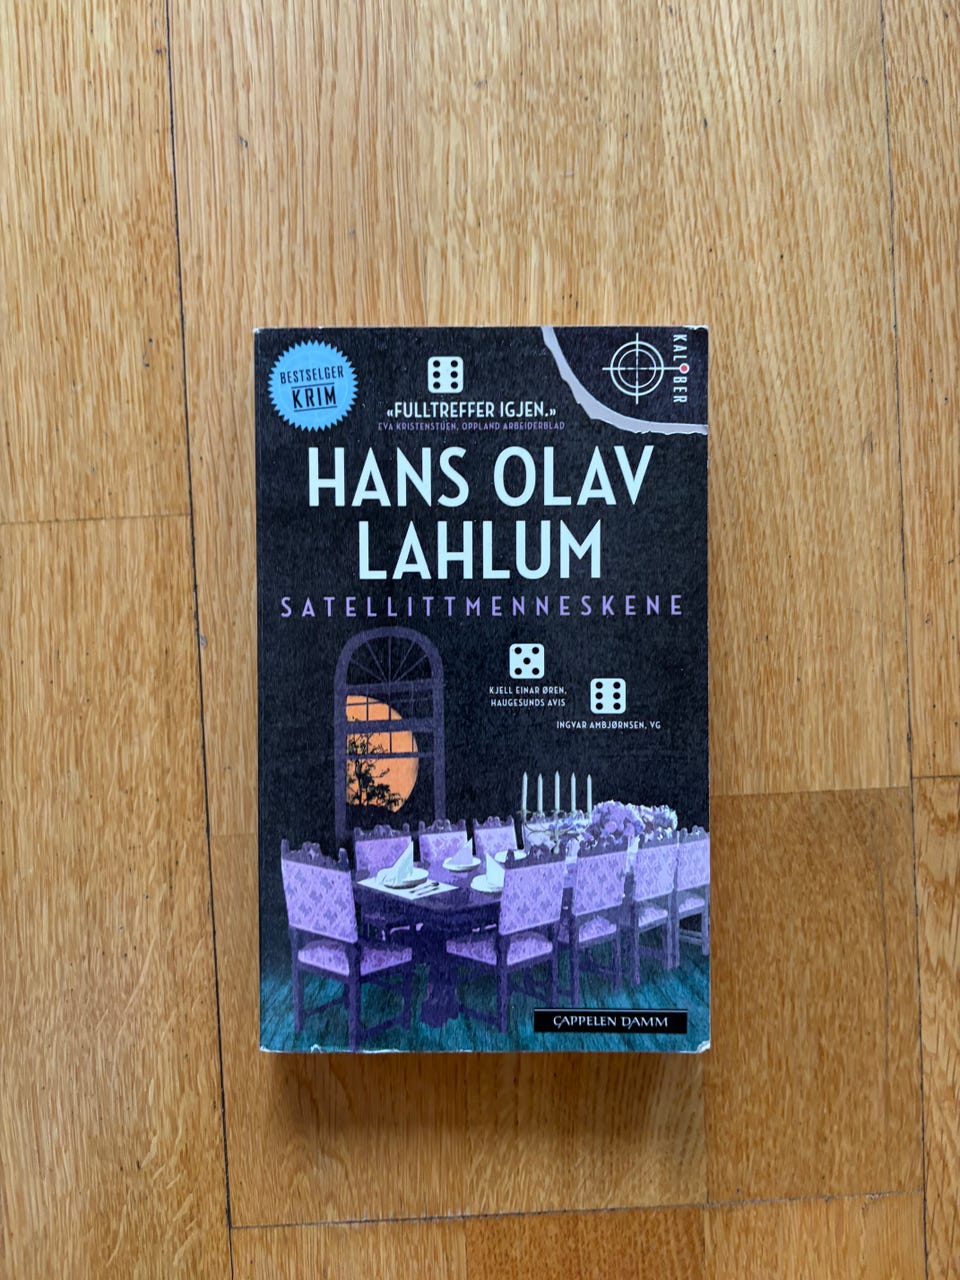 BESTSELGER
KRIM
KALIBER
«FULLTREFFER IGJEN.»
EVA KRISTENSTUEN, OPPLAND ARBEIDERBLAD
HANS OLAV
LAHLUM
SATELLITTMENNESKENE
KJELL EINAR ØREN,
HAUGESUNDS AVIS
INGVAR AMBJØRNSEN, VG
CAPPELEN DAMM